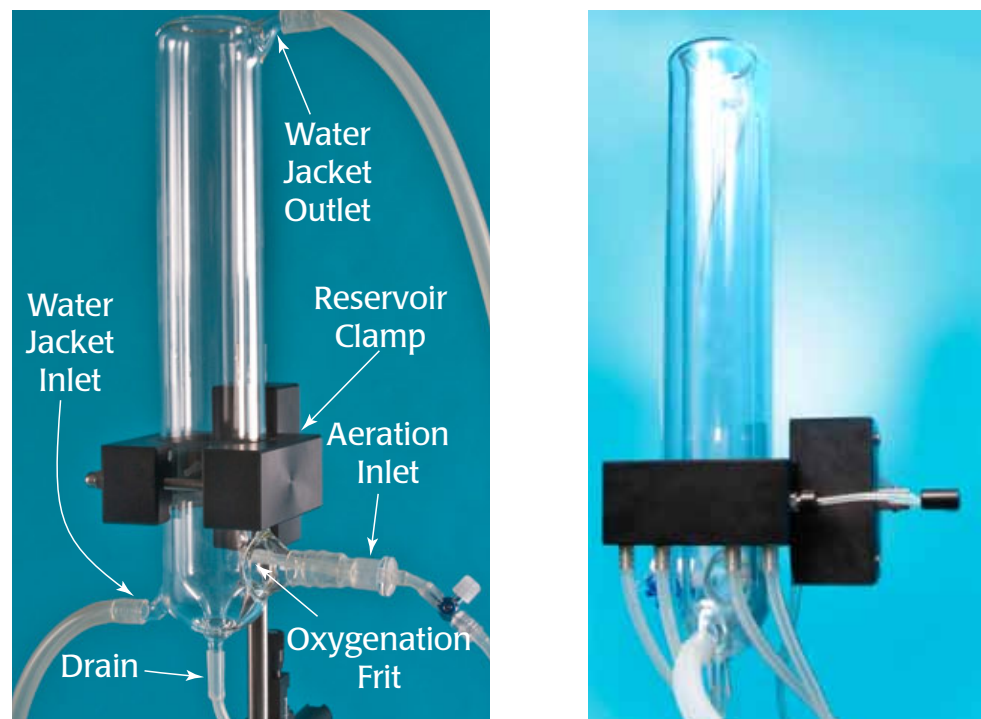 Water
Jacket
Outlet
Reservoir
Clamp
Water
Jacket
Inlet
Aeration
Inlet
Oxygenation
Frit
Drain